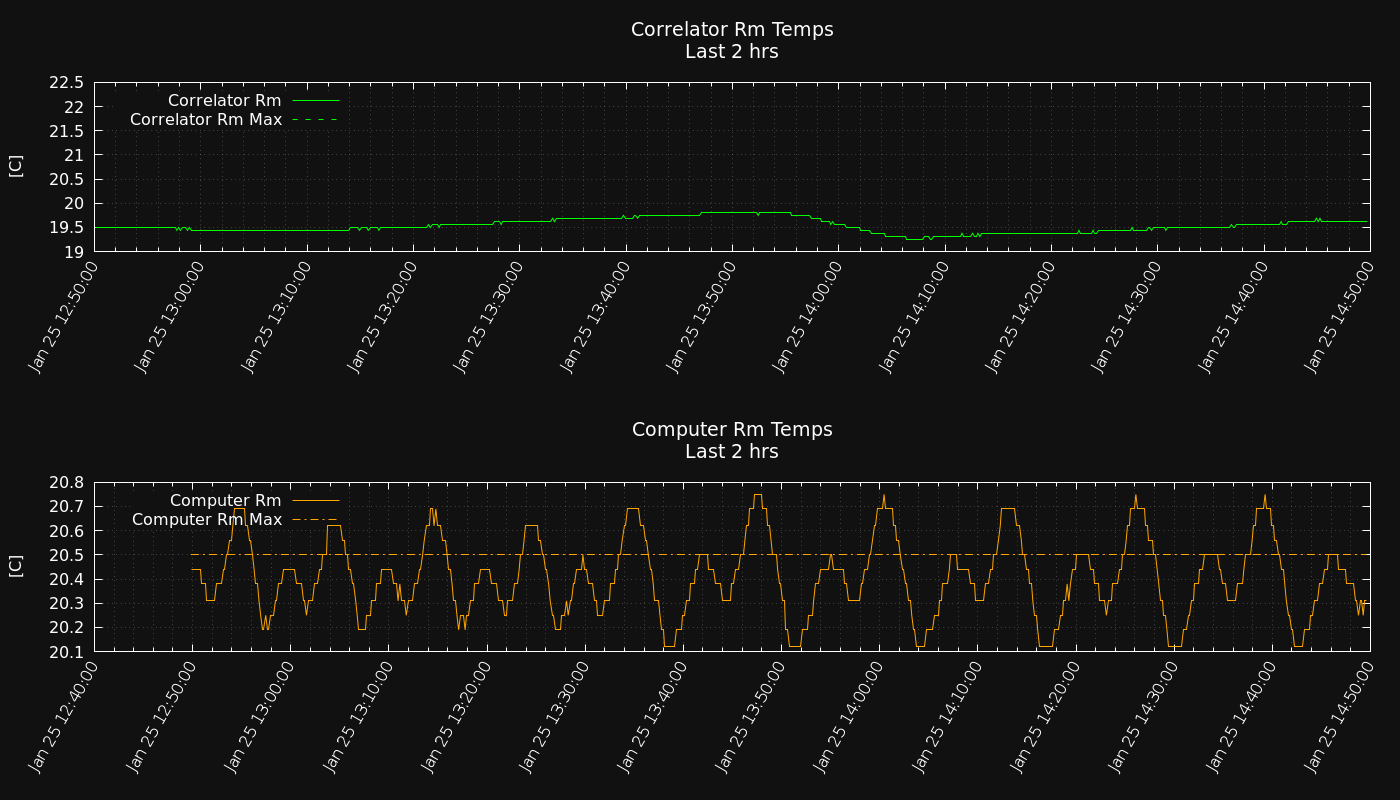 Correlator Rm Temps
Last 2 hrs
22.5
22
21.5
21
20.5
20
19.5
19
[C]
Correlator Rm
Correlator Rm Max
Jan 25 12:50:00
Jan 25 13:00:00
Jan 25 13:10:00
Jan 25 13:20:00
Jan 25 13:30:00
Jan 25 13:40:00
Jan 25 13:50:00
Jan 25 14:00:00
Jan 25 14:10:00
Jan 25 14:20:00
Jan 25 14:30:00
Jan 25 14:40:00
Jan 25 14:50:00
Computer Rm Temps
Last 2 hrs
20.8
20.7
20.6
20.5
20.4
20.3
20.2
20.1
[C]
Computer Rm
Computer Rm Max
Jan 25 12:40:00
Jan 25 12:50:00
Jan 25 13:00:00
Jan 25 13:10:00
Jan 25 13:20:00
Jan 25 13:30:00
Jan 25 13:40:00
Jan 25 13:50:00
Jan 25 14:00:00
Jan 25 14:10:00
Jan 25 14:20:00
Jan 25 14:30:00
Jan 25 14:40:00
Jan 25 14:50:00